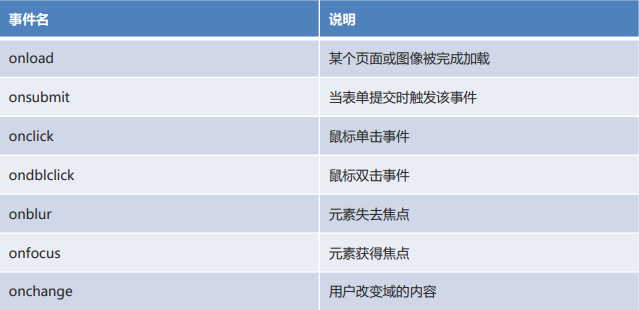 事件名 说明
onload 某个页面或图像被完成加载
onsubmit 当表单提交时触发该事件
onclick 鼠标单击事件
ondblclick 鼠标双击事件
onblur 元素失去焦点
onfocus 元素获得焦点
onchange 用户改变域的内容